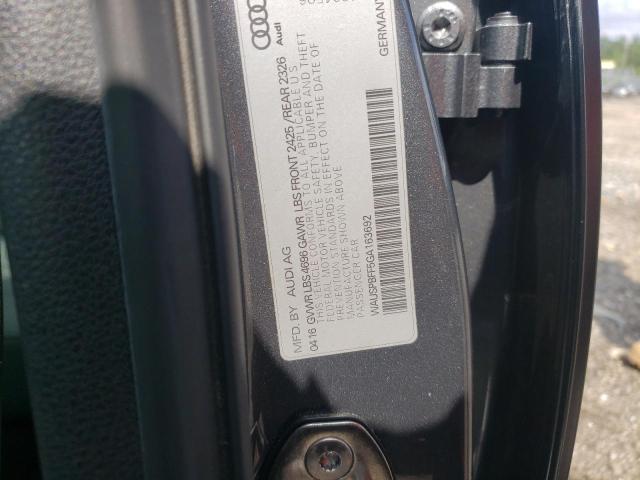 Audi
MFD. BY AUDI AG GERMANY
0416 GVWR LBS 4696 GAWR LBS FRONT 2425 /REAR 2326
THIS VEHICLE CONFORMS TO ALL APPLICABLE U.S.
FEDERAL MOTOR VEHICLE SAFETY, BUMPER AND THEFT
PREVENTION STANDARDS IN EFFECT ON THE DATE OF
MANUFACTURE SHOWN ABOVE.
PASSENGER CAR
WAUSPBFF5GA163692